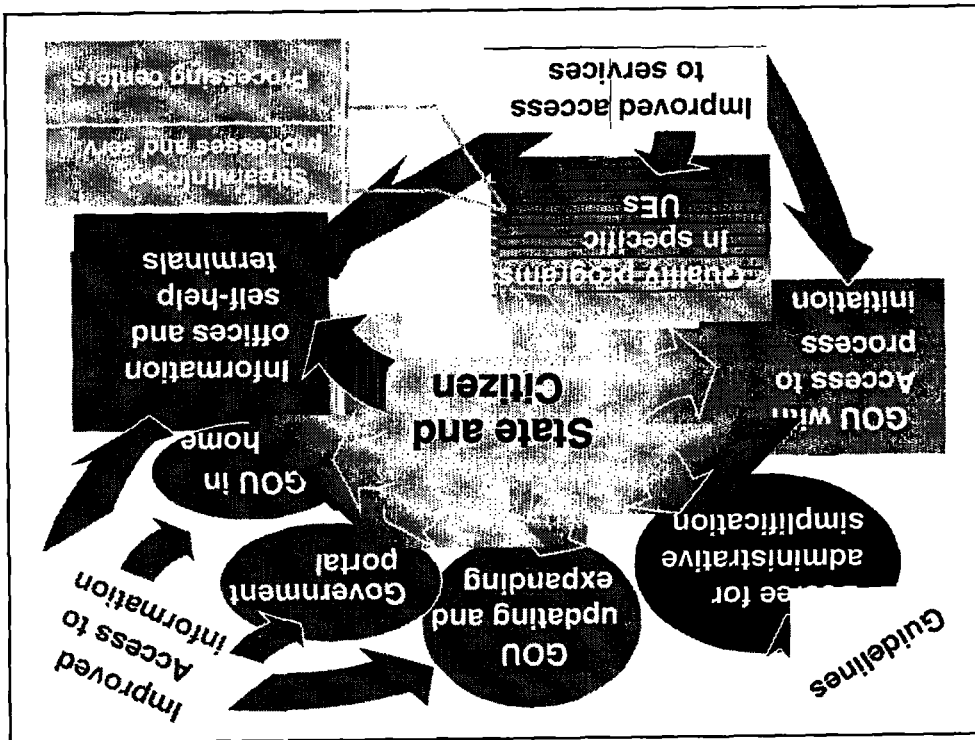 Guidelines
for
administrative
simplification
GOU
updating and
expanding
Government
portal
GOU in
home
Improved
Access to
information
GOU with
Access to
process
initiation
State and
Citizen
Information
offices and
self-help
terminals
Quality programs
In specific
UEs
Streamlining of
processes and serv-
Processing centers
Improved access
to services